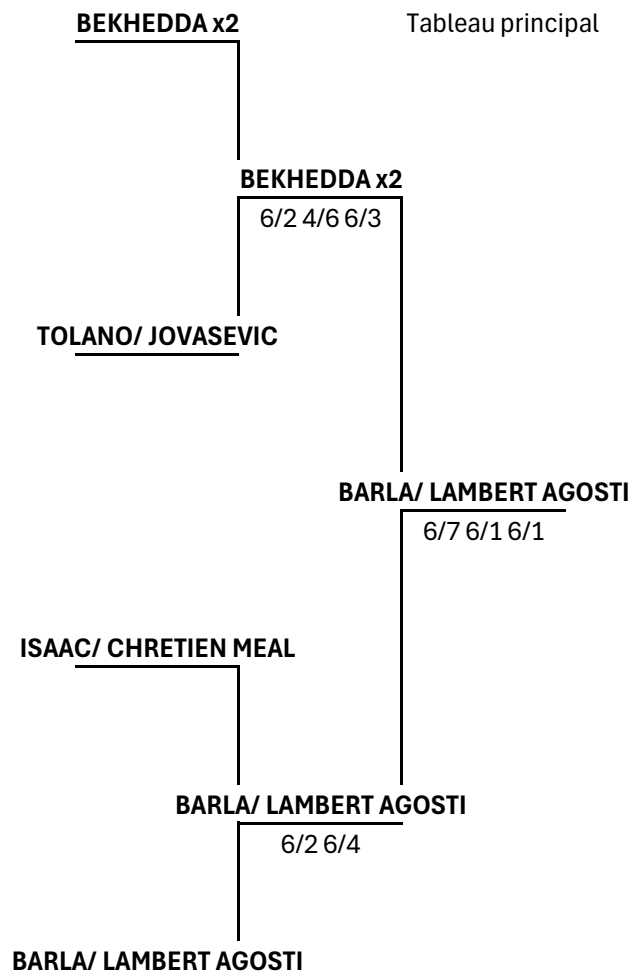 BEKHEDDA x2
Tableau principal
BEKHEDDA x2
6/2 4/6 6/3
TOLANO/ JOVASEVIC
BARLA/ LAMBERT AGOSTI
6/7 6/1 6/1
ISAAC/ CHRETIEN MEAL
BARLA/ LAMBERT AGOSTI
6/2 6/4
BARLA/ LAMBERT AGOSTI